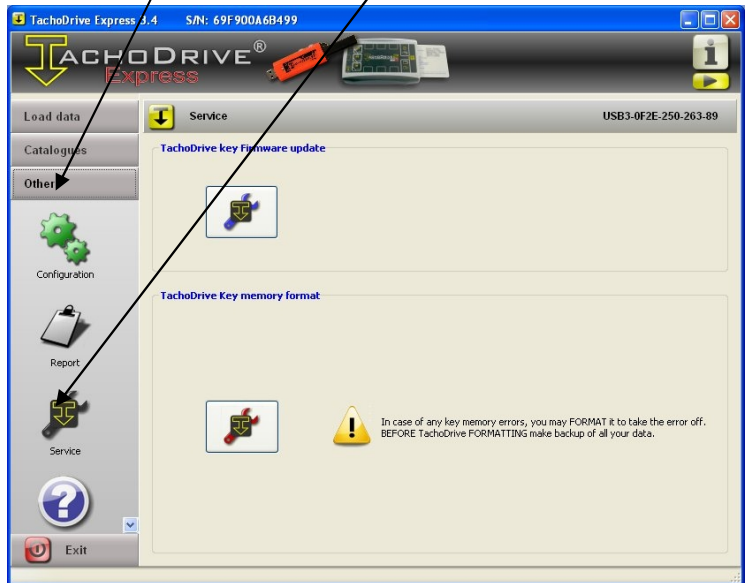 TachoDrive Express 3.4 S/N: 69F900A6B499
TACHODRIVE®
Express
i
Load data
Service
USB3-0F2E-250-263-89
Catalogues
TachoDrive key Firmware update
Other
Configuration
TachoDrive Key memory format
Report
In case of any key memory errors, you may FORMAT it to take the error off.
BEFORE TachoDrive FORMATTING make backup of all your data.
Service
?
Exit